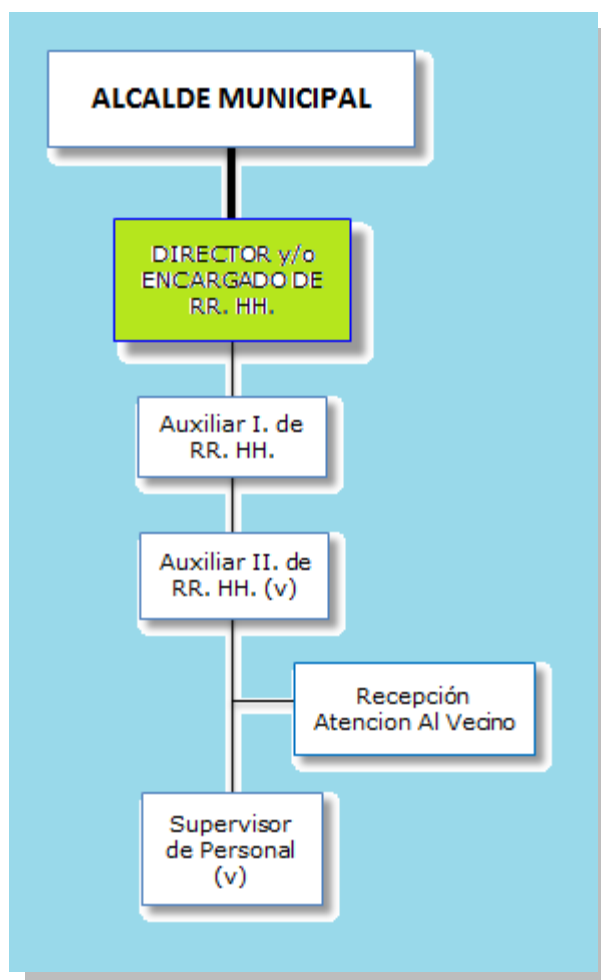 ALCALDE MUNICIPAL
DIRECTOR y/o
ENCARGADO DE
RR. HH.
Auxiliar I. de
RR. HH.
Auxiliar II. de
RR. HH. (v)
Recepción
Atencion Al Vecino
Supervisor
de Personal
(v)